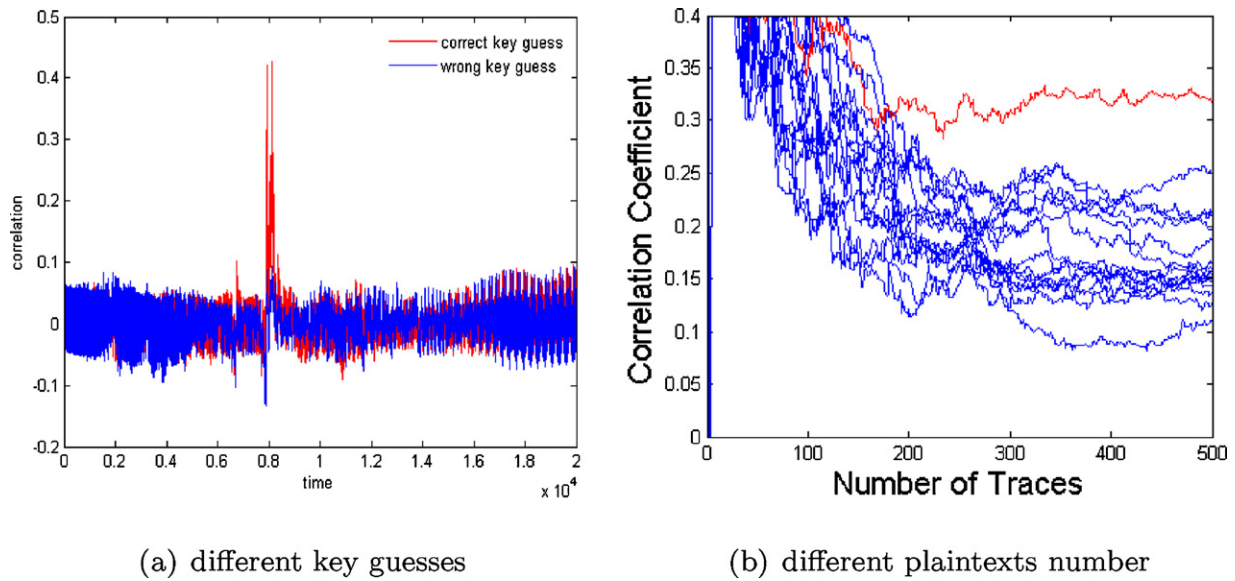 0.5
0.4
0.3
0.2
0.1
0
-0.1
-0.2
correlation
correct key guess
wrong key guess
0 0.2 0.4 0.6 0.8 1 1.2 1.4 1.6 1.8 2
time
x 10⁴
(a) different key guesses
0.4
0.35
0.3
0.25
0.2
0.15
0.1
0.05
0
Correlation Coefficient
0 100 200 300 400 500
Number of Traces
(b) different plaintexts number